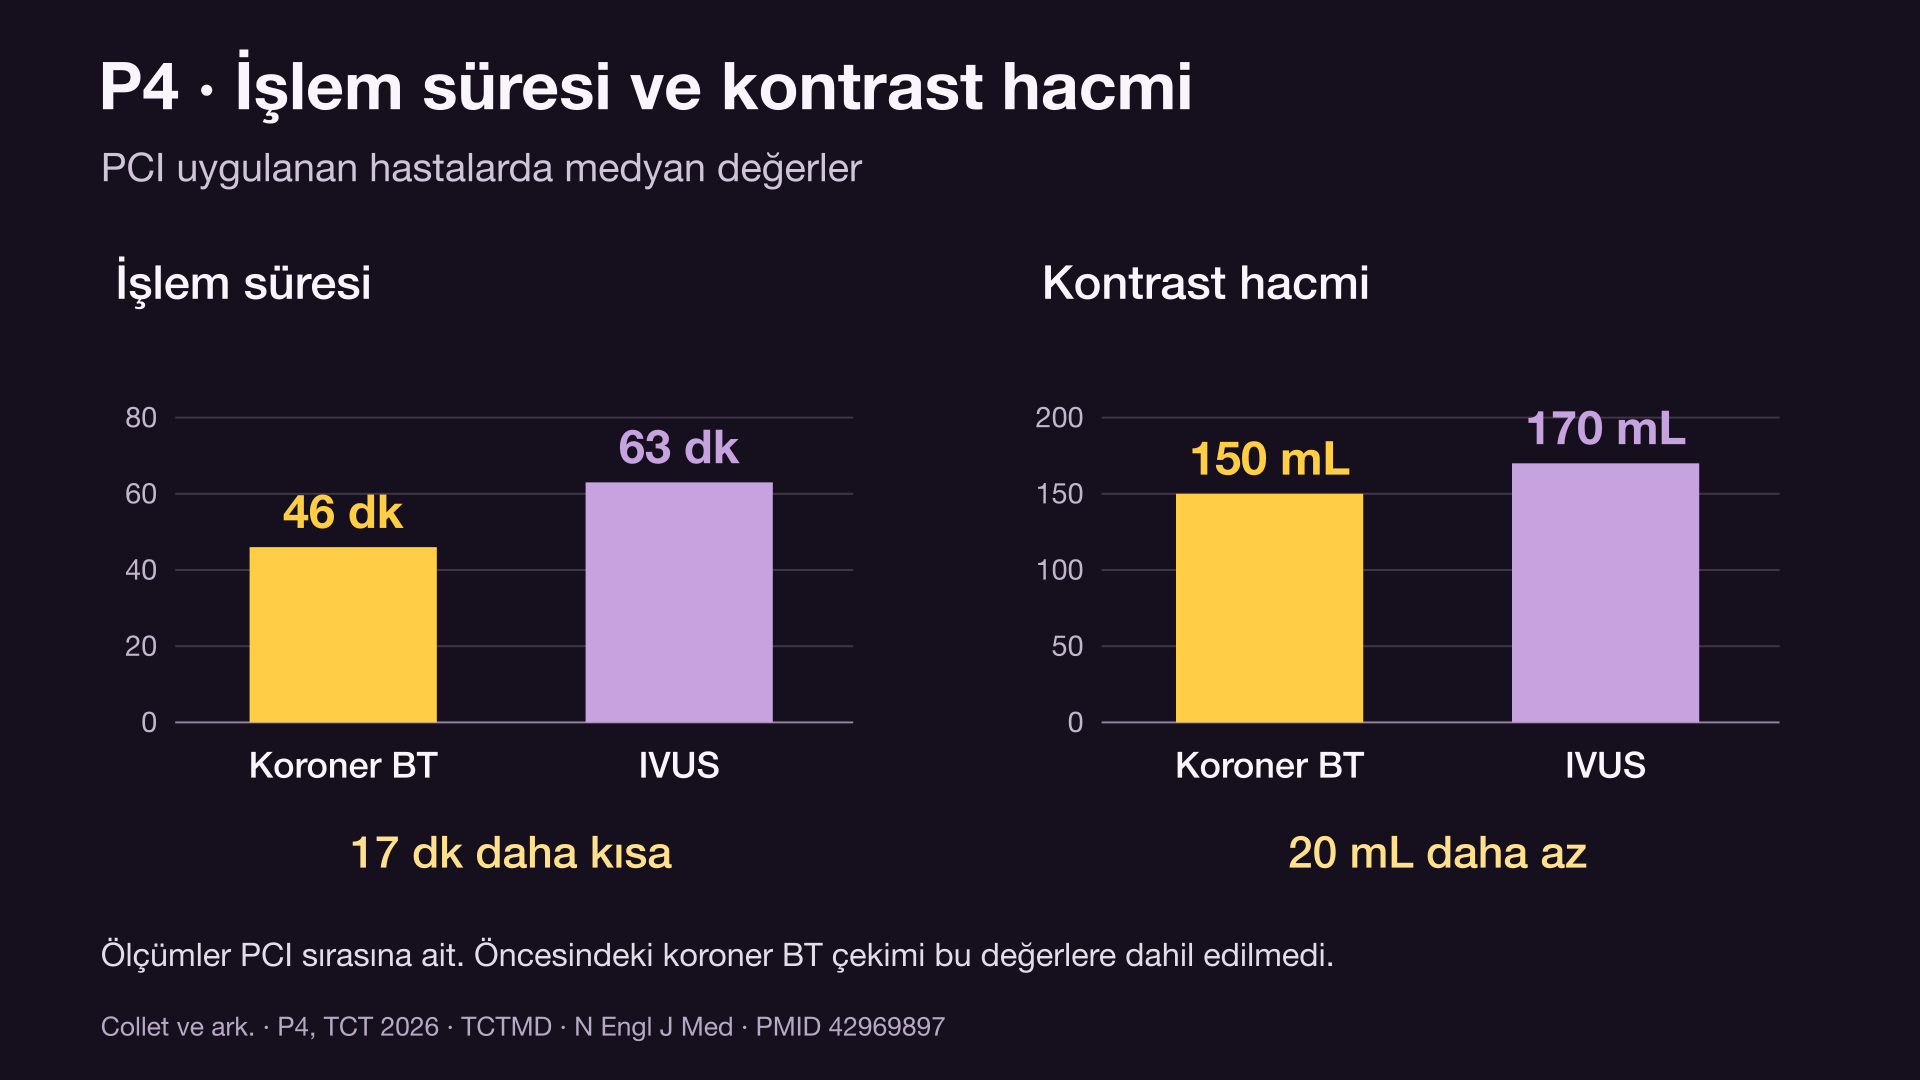 P4 · İşlem süresi ve kontrast hacmi
PCI uygulanan hastalarda medyan değerler
İşlem süresi
80
60
40
20
0
46 dk
63 dk
Koroner BT
IVUS
17 dk daha kısa
Kontrast hacmi
200
150
100
50
0
150 mL
170 mL
Koroner BT
IVUS
20 mL daha az
Ölçümler PCI sırasına ait. Öncesindeki koroner BT çekimi bu değerlere dahil edilmedi.
Collet ve ark. · P4, TCT 2026 · TCTMD · N Engl J Med · PMID 42969897